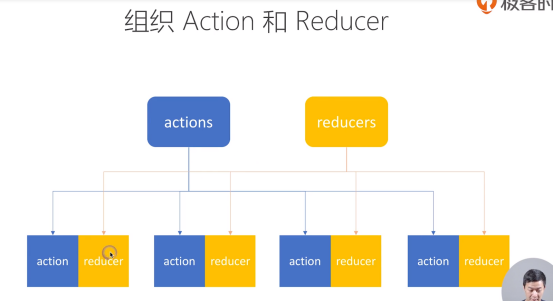 组织 Action 和 Reducer
极客时
actions
reducers
action
reducer
action
reducer
action
reducer
action
reducer